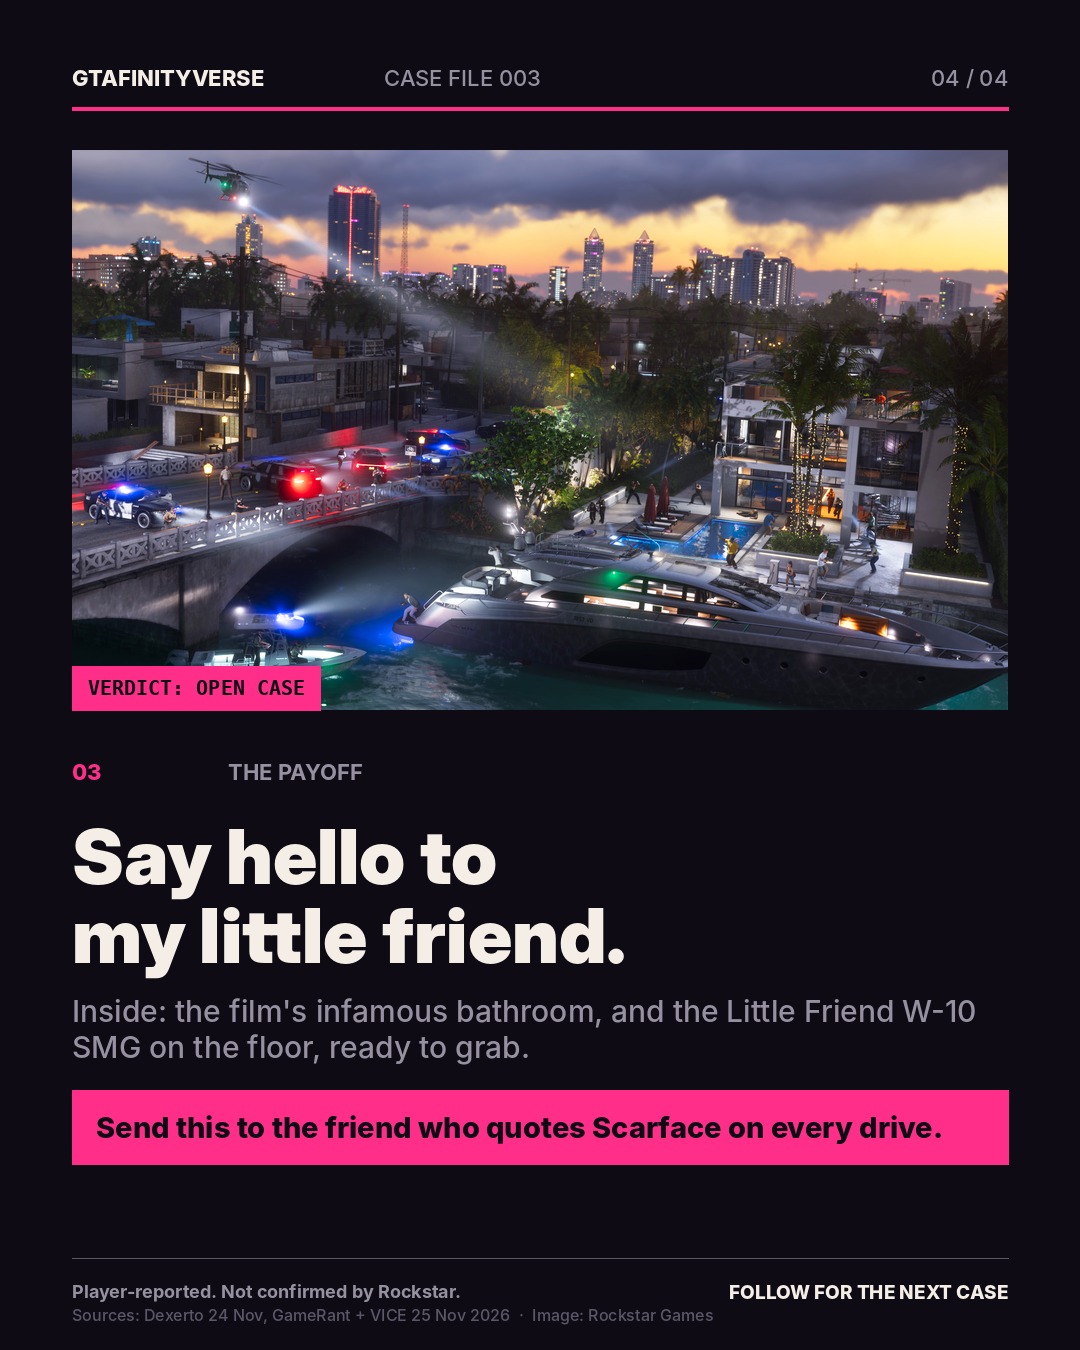 GTAFINITYVERSE CASE FILE 003 04 / 04
VERDICT: OPEN CASE
03 THE PAYOFF
Say hello to
my little friend.
Inside: the film's infamous bathroom, and the Little Friend W-10
SMG on the floor, ready to grab.
Send this to the friend who quotes Scarface on every drive.
Player-reported. Not confirmed by Rockstar. FOLLOW FOR THE NEXT CASE
Sources: Dexerto 24 Nov, GameRant + VICE 25 Nov 2026 · Image: Rockstar Games